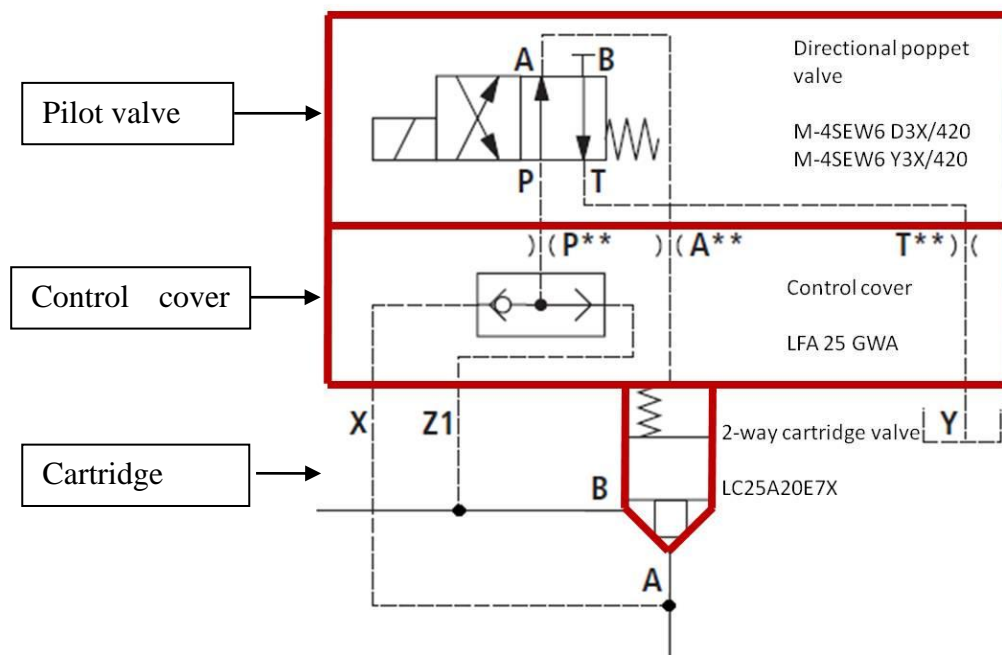 Pilot valve
A
B
Directional poppet
valve
M-4SEW6 D3X/420
M-4SEW6 Y3X/420
P
T
P**
A**
T**
Control cover
Control cover
LFA 25 GWA
X
Z1
2-way cartridge valve
Y
Cartridge
B
LC25A20E7X
A